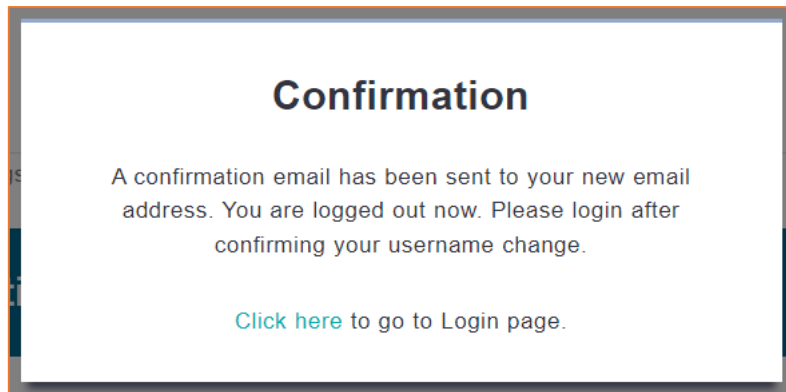 Confirmation
A confirmation email has been sent to your new email
address. You are logged out now. Please login after
confirming your username change.
Click here to go to Login page.